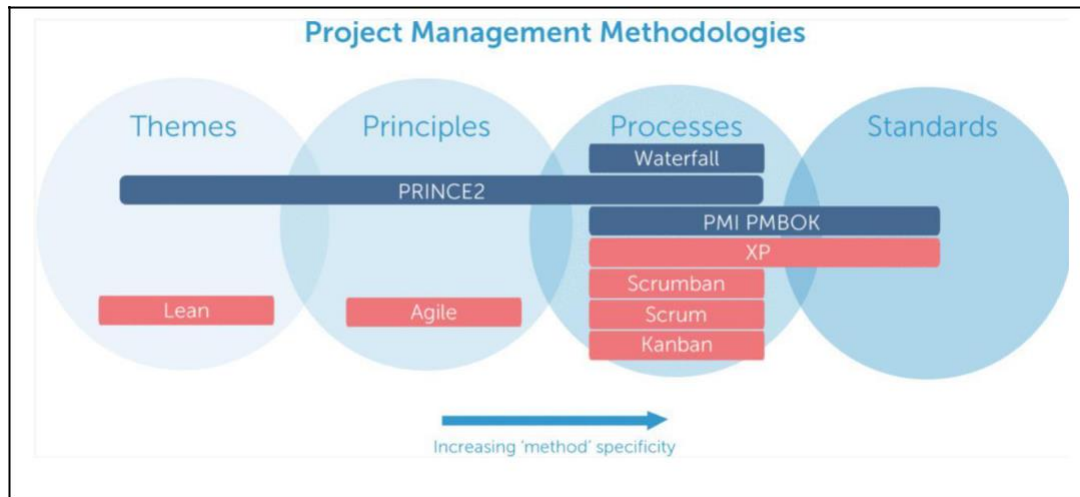 Project Management Methodologies
Themes
Principles
Processes
Standards
Waterfall
PRINCE2
PMI PMBOK
XP
Scrumban
Lean
Agile
Scrum
Kanban
Increasing 'method' specificity